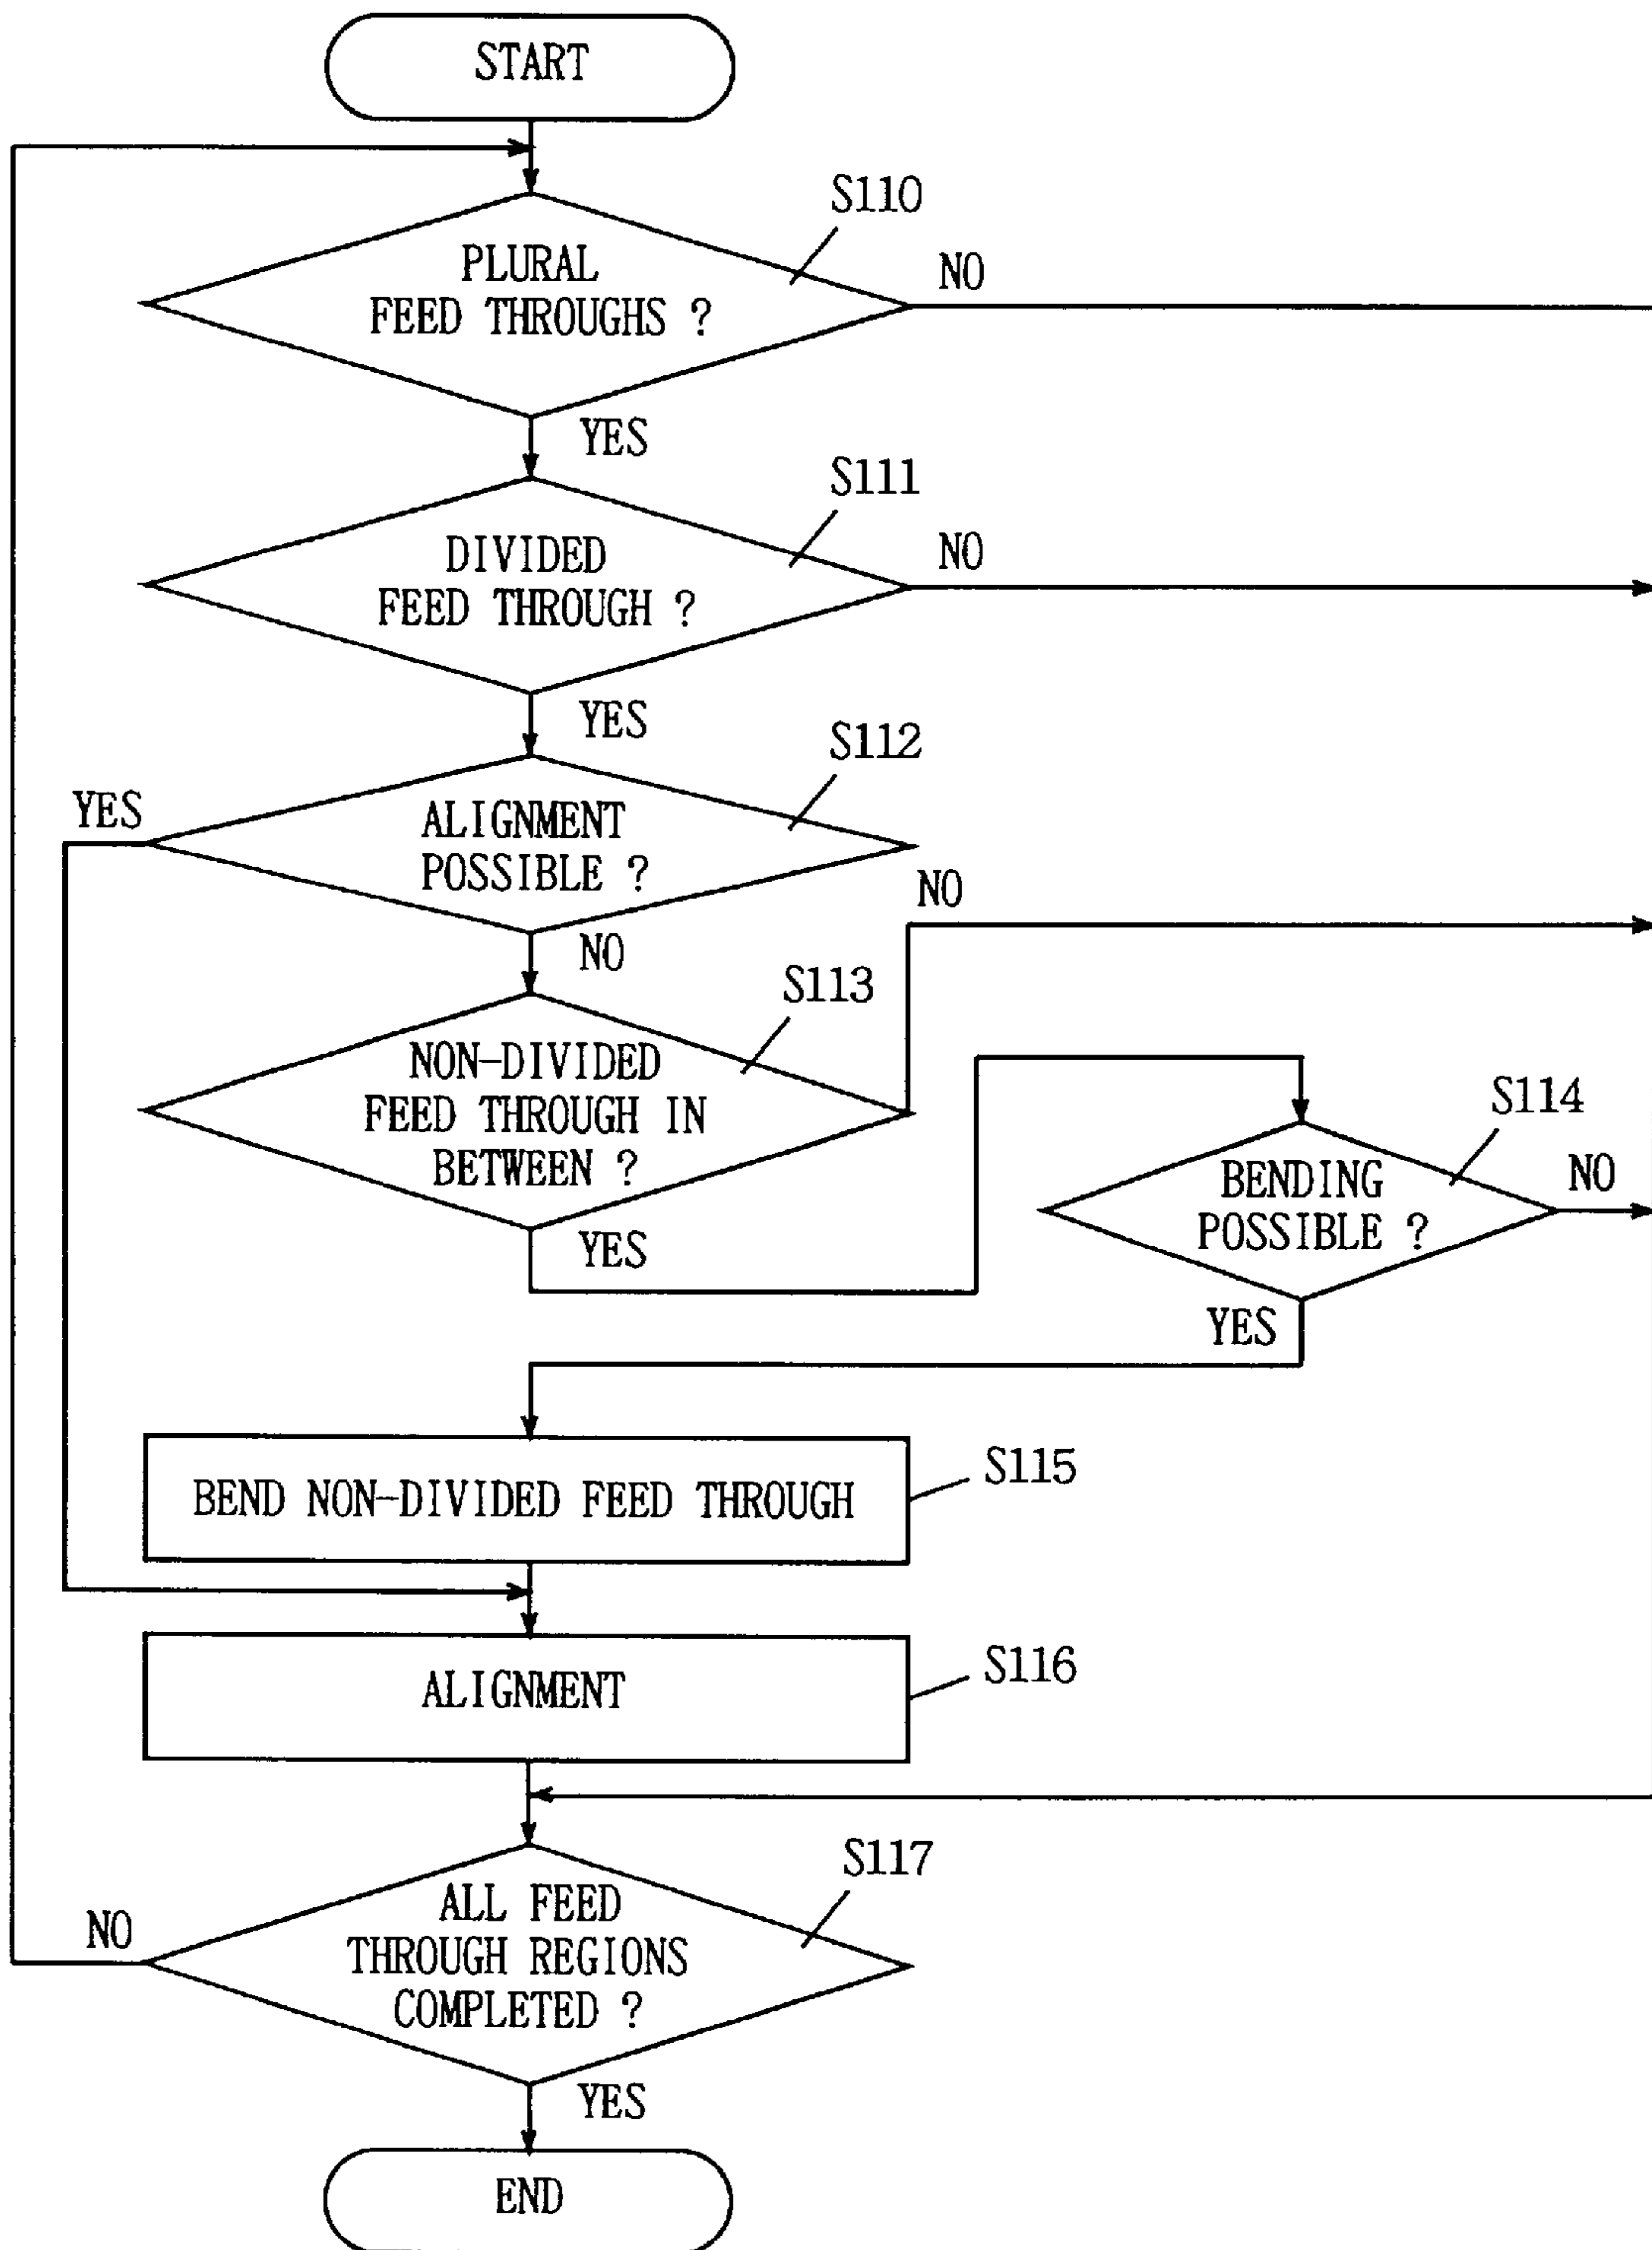 START
S110
PLURAL
FEED THROUGHS ?
NO
YES
S111
DIVIDED
FEED THROUGH ?
NO
YES
S112
YES
ALIGNMENT
POSSIBLE ?
NO
NO
S113
NON-DIVIDED
FEED THROUGH IN
BETWEEN ?
YES
S114
BENDING
POSSIBLE ?
NO
YES
BEND NON-DIVIDED FEED THROUGH
S115
ALIGNMENT
S116
S117
ALL FEED
THROUGH REGIONS
COMPLETED ?
NO
YES
END